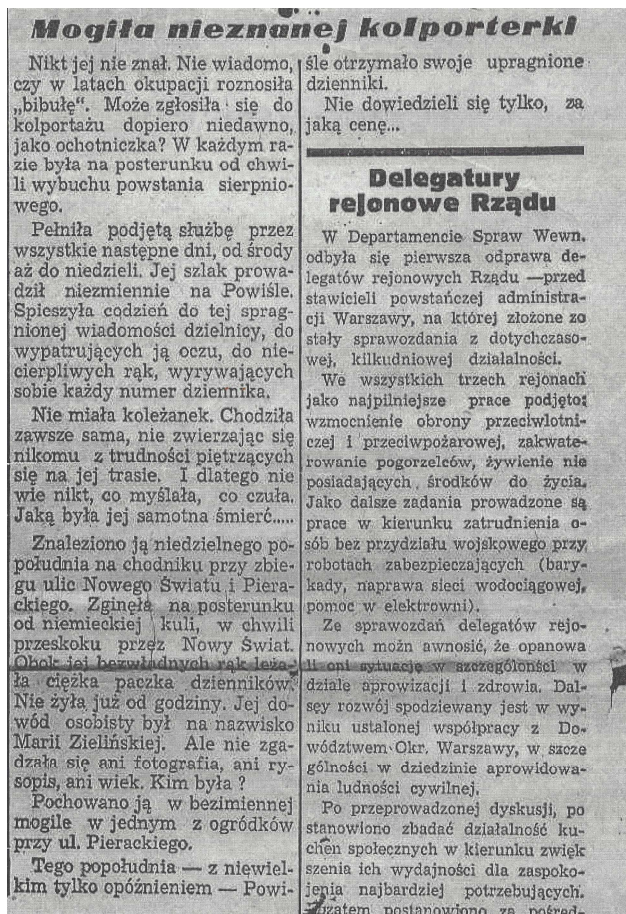 Mogiła nieznanej kolporterki
Nikt jej nie znał. Nie wiadomo,
czy w latach okupacji roznosiła
„bibułę“. Może zgłosiła się do
kolportażu dopiero niedawno,
jako ochotniczka? W każdym ra-
zie była na posterunku od chwi-
li wybuchu powstania sierpnio-
wego.
Pełniła podjętą służbę przez
wszystkie następne dni, od środy
aż do niedzieli. Jej szlak prowa-
dził niezmiennie na Powiśle.
Spieszyła codzień do tej sprag-
nionej wiadomości dzielnicy, do
wypatrujących ją oczu, do nie-
cierpliwych rąk, wyrywających
sobie każdy numer dziennika.
Nie miała koleżanek. Chodziła
zawsze sama, nie zwierzając się
nikomu z trudności piętrzących
się na jej trasie. I dlatego nie
wie nikt, co myślała, co czuła.
Jaką była jej samotna śmierć.....
Znaleziono ją niedzielnego po-
południa na chodniku przy zbie-
gu ulic Nowego Świata i Piera-
ckiego. Zginęła na posterunku
od niemieckiej kuli, w chwili
przeskoku przez Nowy Świat.
Obok jej bezwładnych rąk leża-
ła ciężka paczka dzienników.
Nie żyła już od godziny. Jej do-
wód osobisty był na nazwisko
Marii Zielińskiej. Ale nie zga-
dzała się ani fotografia, ani ry-
sopis, ani wiek. Kim była ?
Pochowano ją w bezimiennej
mogile w jednym z ogródków
przy ul. Pierackiego.
Tego popołudnia — z niewiel-
kim tylko opóźnieniem — Powi-
śle otrzymało swoje upragnione
dzienniki.
Nie dowiedzieli się tylko, za
jaką cenę...
Delegatury
rejonowe Rządu
W Departamencie Spraw Wewn.
odbyła się pierwsza odprawa de-
legatów rejonowych Rządu —przed
stawicieli powstańczej administra-
cji Warszawy, na której złożone zo
stały sprawozdania z dotychczaso-
wej, kilkudniowej działalności.
We wszystkich trzech rejonach
jako najpilniejsze prace podjęto:
wzmocnienie obrony przeciwlotni-
czej i przeciwpożarowej, zakwate-
rowanie pogorzelców, żywienie nie
posiadających środków do życia.
Jako dalsze zadania prowadzone są
prace w kierunku zatrudnienia o-
sób bez przydziału wojskowego przy
robotach zabezpieczających (bary-
kady, naprawa sieci wodociągowej,
pomoc w elektrowni).
Ze sprawozdań delegatów rejo-
nowych możn awnosić, że opanowa
li oni sytuację w szczególonści w
dziale aprowizacji i zdrowia. Dal-
sęy rozwój spodziewany jest w wy-
niku ustalonej współpracy z Do-
wództwem Okr. Warszawy, w szcze
gólności w dziedzinie aprowidowa-
nia ludności cywilnej.
Po przeprowadzonej dyskusji, po
stanowiono zbadać działalność ku-
chen społecznych w kierunku zwięk
szenia ich wydajności dla zaspoko-
jenia najbardziej potrzebujących.
Pozatem postanowiono za pośred-